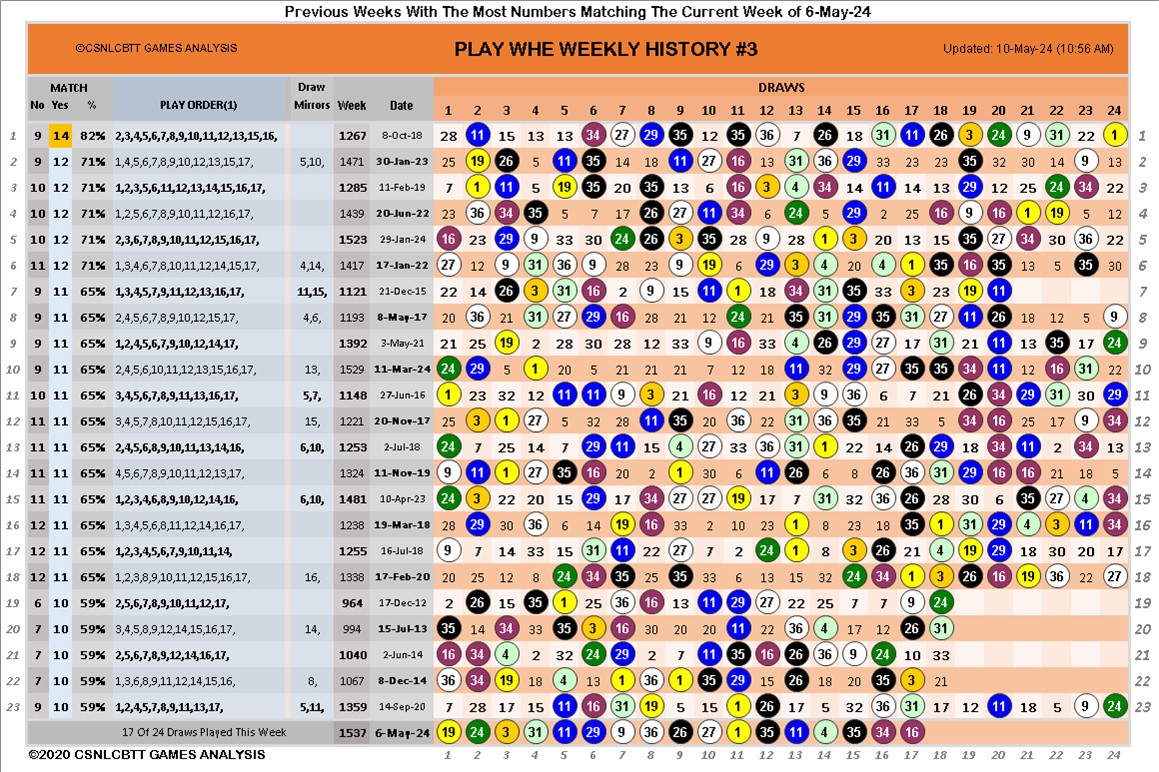 Previous Weeks With The Most Numbers Matching The Current Week of 6-May-24
©CSNLCBTT GAMES ANALYSIS PLAY WHE WEEKLY HISTORY #3 Updated: 10-May-24 (10:56 AM)
MATCH Draw DRAWS
No Yes % PLAY ORDER(1) Mirrors Week Date 1 2 3 4 5 6 7 8 9 10 11 12 13 14 15 16 17 18 19 20 21 22 23 24
1 9 14 82% 2,3,4,5,6,7,8,9,10,11,12,13,15,16, 1267 8-Oct-18 28 11 15 13 13 34 27 29 35 12 35 36 7 26 18 31 11 26 3 24 9 31 22 1 1
2 9 12 71% 1,4,5,6,7,8,9,10,12,13,15,17, 5,10, 1471 30-Jan-23 25 19 26 5 11 35 14 18 11 27 16 13 31 36 29 33 23 23 35 32 30 14 9 13 2
3 10 12 71% 1,2,3,5,6,11,12,13,14,15,16,17, 1285 11-Feb-19 7 1 11 5 19 35 20 35 13 6 16 3 4 34 14 11 14 13 29 12 25 24 34 22 3
4 10 12 71% 1,2,5,6,7,8,9,10,11,12,16,17, 1439 20-Jun-22 23 36 34 35 5 7 17 26 27 11 34 6 24 5 29 2 25 16 9 16 1 19 5 12 4
5 10 12 71% 2,3,6,7,8,9,10,11,12,15,16,17, 1523 29-Jan-24 16 23 29 9 33 30 24 26 3 35 28 9 28 1 3 20 13 15 35 27 34 30 36 22 5
6 11 12 71% 1,3,4,6,7,8,10,11,12,14,15,17, 4,14, 1417 17-Jan-22 27 12 9 31 36 9 28 23 9 19 6 29 3 4 20 4 1 35 16 35 13 6 35 30 6
7 9 11 65% 1,3,4,5,7,9,11,12,13,16,17, 11,15, 1121 21-Dec-15 22 14 26 3 31 16 2 9 15 11 1 18 34 31 35 33 3 23 19 11 7
8 9 11 65% 2,4,5,6,7,8,9,10,12,15,17, 4,6, 1193 8-May-17 20 36 21 31 27 29 16 28 21 12 24 21 35 31 29 35 31 27 11 26 18 12 5 9 8
9 9 11 65% 1,2,4,5,6,7,9,10,12,14,17, 1392 3-May-21 21 25 19 2 28 30 28 12 33 9 16 33 4 26 29 27 17 31 21 11 13 35 17 24 9
10 9 11 65% 2,4,5,6,10,11,12,13,15,16,17, 13, 1529 11-Mar-24 24 29 5 1 20 5 21 21 21 7 12 18 11 32 29 27 35 35 34 11 12 16 31 22 10
11 10 11 65% 3,4,5,6,7,8,9,11,13,16,17, 5,7, 1148 27-Jun-16 1 23 32 12 11 11 9 3 21 16 12 21 3 9 36 6 7 21 26 34 29 31 30 29 11
12 11 11 65% 3,4,5,7,8,10,11,12,13,16,17, 15, 1221 20-Nov-17 25 3 1 27 5 32 28 11 35 22 36 22 31 36 35 21 33 5 34 16 25 17 9 34 12
13 11 11 65% 2,4,5,6,8,9,10,11,13,14,16, 6,10, 1253 2-Jul-18 24 7 25 14 7 29 11 15 4 27 33 36 31 1 22 14 26 29 18 34 11 2 34 13 13
14 11 11 65% 4,5,6,7,8,9,10,11,12,13,17, 1324 11-Nov-19 9 11 1 27 35 16 20 2 1 30 6 11 26 6 8 26 36 31 29 16 16 21 18 5 14
15 11 11 65% 1,2,3,4,6,8,9,10,12,14,16, 6,10, 1481 10-Apr-23 24 3 22 20 15 29 17 34 27 27 19 17 7 31 32 36 26 28 30 6 35 27 4 34 15
16 12 11 65% 1,3,4,5,6,8,11,12,14,16,17, 1238 19-Mar-18 28 29 30 36 6 14 19 16 33 2 10 23 1 8 23 18 35 1 31 29 4 3 11 34 16
17 12 11 65% 1,2,3,4,5,6,7,9,10,11,14, 1255 16-Jul-18 9 7 14 33 15 31 11 22 27 7 2 24 1 8 3 26 21 4 19 29 18 30 20 17 17
18 12 11 65% 1,2,3,8,9,10,11,12,15,16,17, 16, 1338 17-Feb-20 20 25 12 8 24 34 35 25 35 33 6 13 15 32 24 34 1 3 26 16 19 36 22 27 18
19 6 10 59% 2,5,6,7,8,9,10,11,12,17, 964 17-Dec-12 2 26 15 35 1 25 36 16 13 11 29 27 22 25 7 7 9 24 19
20 7 10 59% 3,4,5,8,9,12,14,15,16,17, 14, 994 15-Jul-13 35 14 34 33 35 3 16 30 20 20 11 22 36 4 17 12 26 31 20
21 7 10 59% 2,5,6,7,8,9,12,14,16,17, 1040 2-Jun-14 16 34 4 2 32 24 29 2 7 11 35 16 26 36 9 24 10 33 21
22 7 10 59% 1,3,6,8,9,11,12,14,15,16, 8, 1067 8-Dec-14 36 34 19 18 4 13 1 36 1 35 29 15 26 18 16 35 3 21 22
23 9 10 59% 1,2,4,5,7,8,9,11,13,17, 5,11, 1359 14-Sep-20 7 28 17 15 11 16 31 19 5 15 1 26 17 5 32 36 31 17 12 11 18 5 9 24 23
17 Of 24 Draws Played This Week 1537 6-May-24 19 24 3 31 11 29 9 36 26 27 1 35 11 4 35 34 16
©2020 CSNLCBTT GAMES ANALYSIS 1 2 3 4 5 6 7 8 9 10 11 12 13 14 15 16 17 18 19 20 21 22 23 24